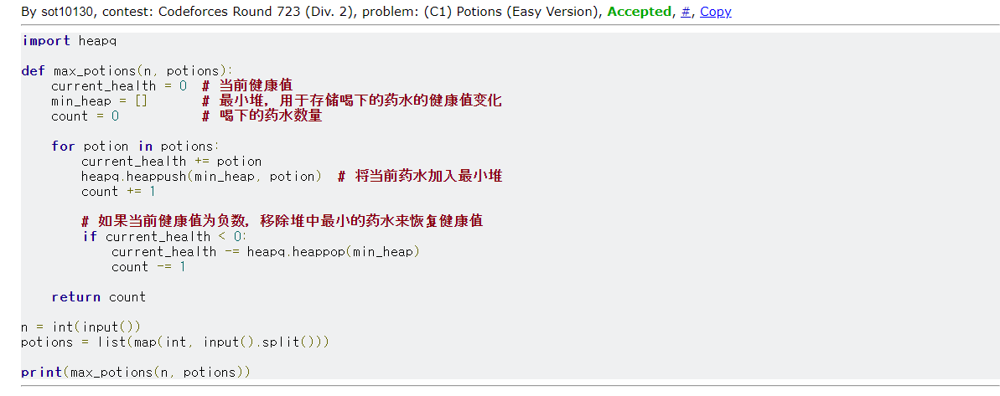 By sot10130, contest: Codeforces Round 723 (Div. 2), problem: (C1) Potions (Easy Version), Accepted, #, Copy
import heapq
def max_potions(n, potions):
    current_health = 0  # 当前健康值
    min_heap = []       # 最小堆，用于存储喝下的药水的健康值变化
    count = 0           # 喝下的药水数量
    for potion in potions:
        current_health += potion
        heapq.heappush(min_heap, potion)  # 将当前药水加入最小堆
        count += 1
        # 如果当前健康值为负数，移除堆中最小的药水来恢复健康值
        if current_health < 0:
            current_health -= heapq.heappop(min_heap)
            count -= 1
    return count
n = int(input())
potions = list(map(int, input().split()))
print(max_potions(n, potions))